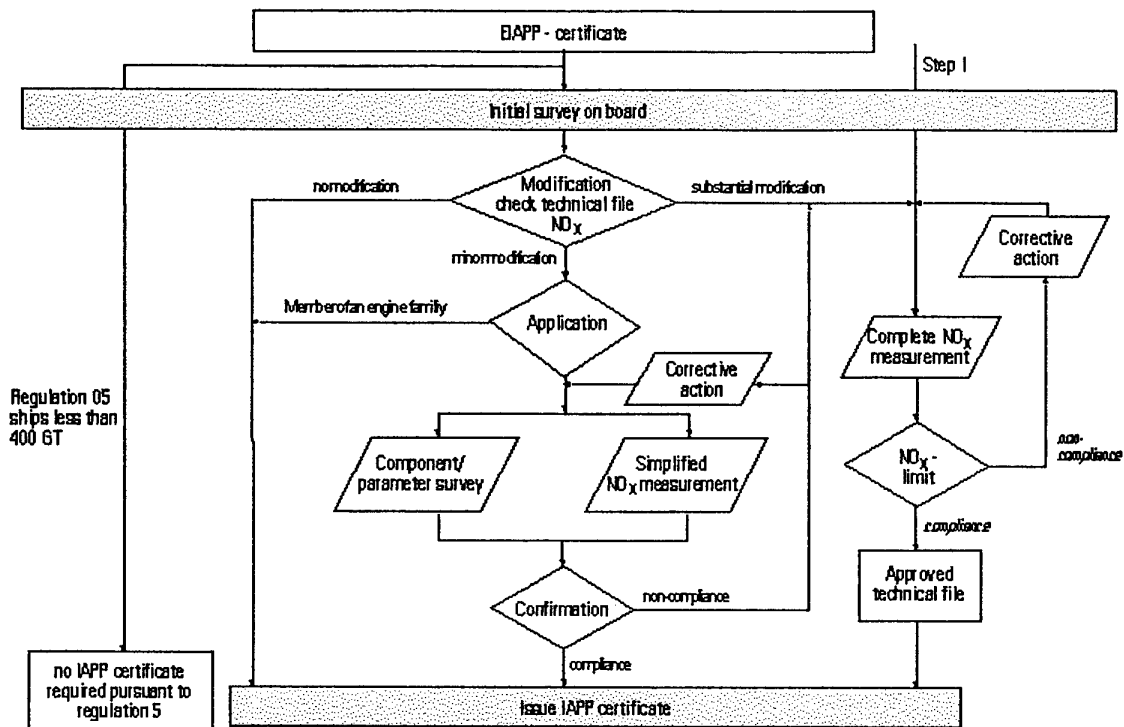 EIAPP - certificate
Step I
Initial survey on board
no modification
Modification
check technical file
NOx
substantial modification
Corrective
action
minor modification
Member of an engine family
Application
Complete NOx
measurement
Corrective
action
Regulation 05
ships less than
400 GT
Component/
parameter survey
Simplified
NOx measurement
NOx -
limit
non-
compliance
compliance
Approved
technical file
Confirmation
non-compliance
compliance
no IAPP certificate
required pursuant to
regulation 5
Issue IAPP certificate